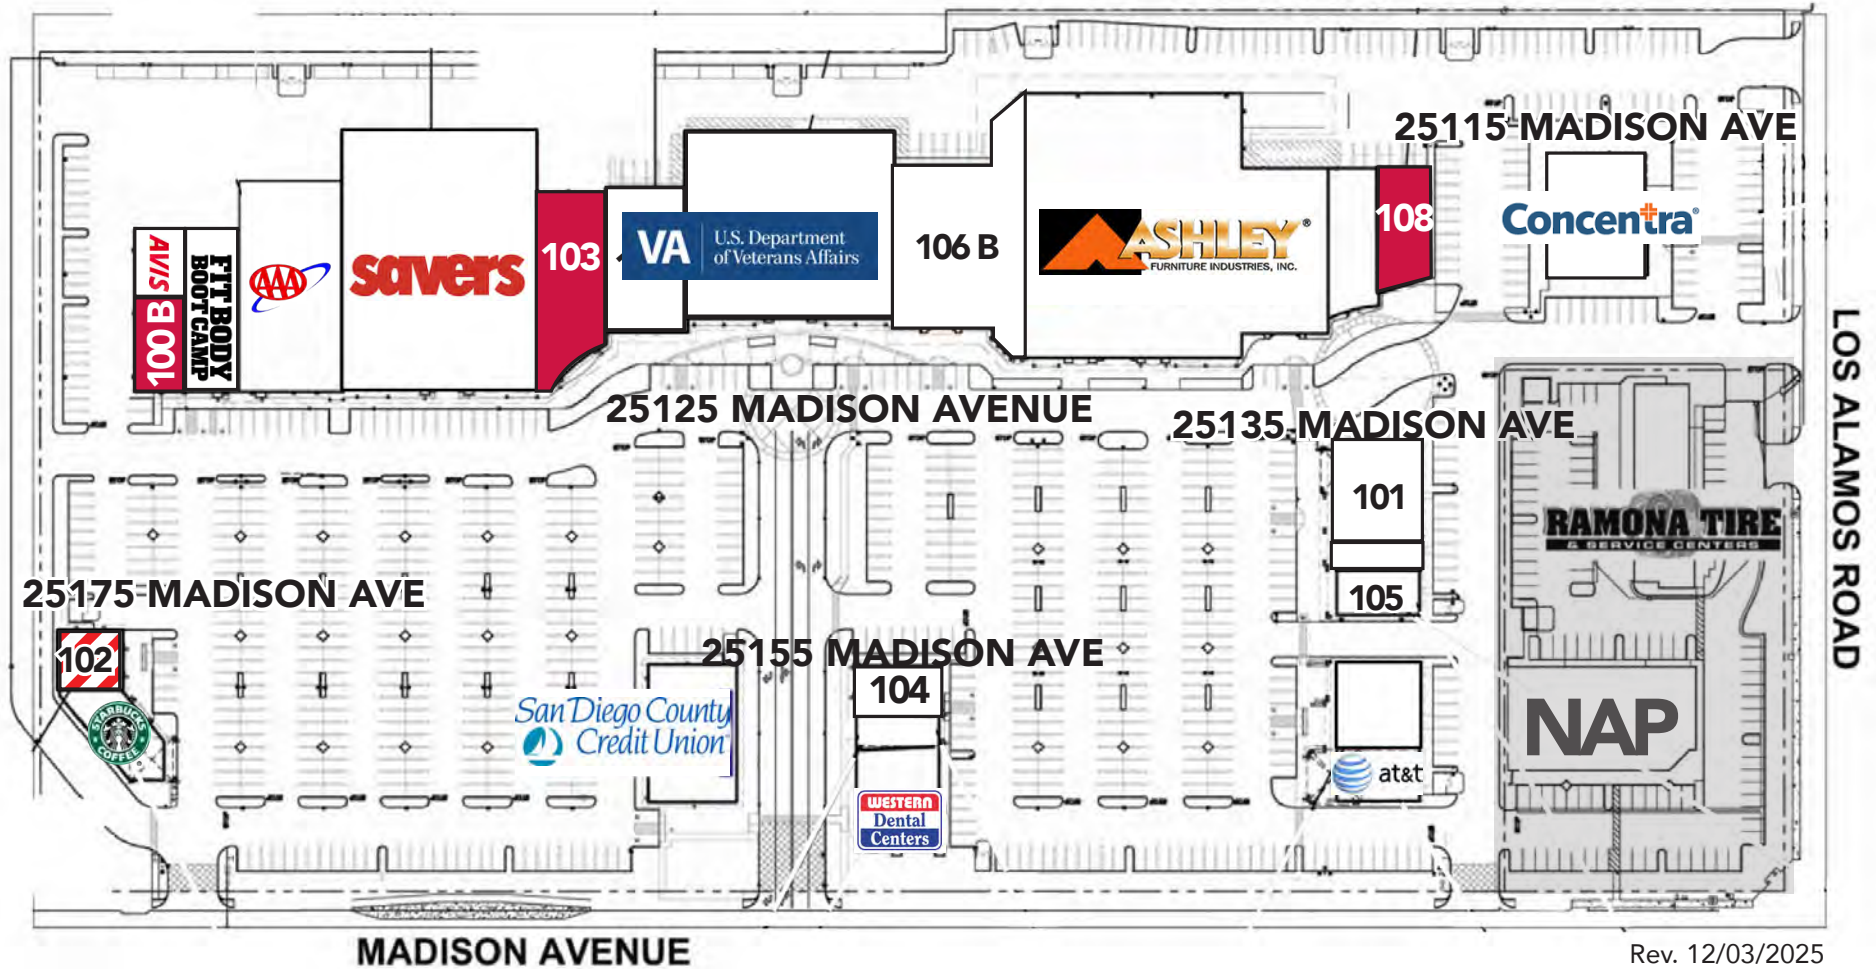 25115 MADISON AVE
AVIS
100 B
FIT BODY
BOOT CAMP
AAA
savers
103
VA
U.S. Department
of Veterans Affairs
106 B
ASHLEY®
FURNITURE INDUSTRIES, INC.
108
Concentra®
LOS ALAMOS ROAD
25125 MADISON AVENUE
25135 MADISON AVE
101
RAMONA TIRE
& SERVICE CENTERS
25175 MADISON AVE
105
102
25155 MADISON AVE
104
STARBUCKS
COFFEE
San Diego County
Credit Union
NAP
at&t
WESTERN
Dental
Centers
MADISON AVENUE
Rev. 12/03/2025